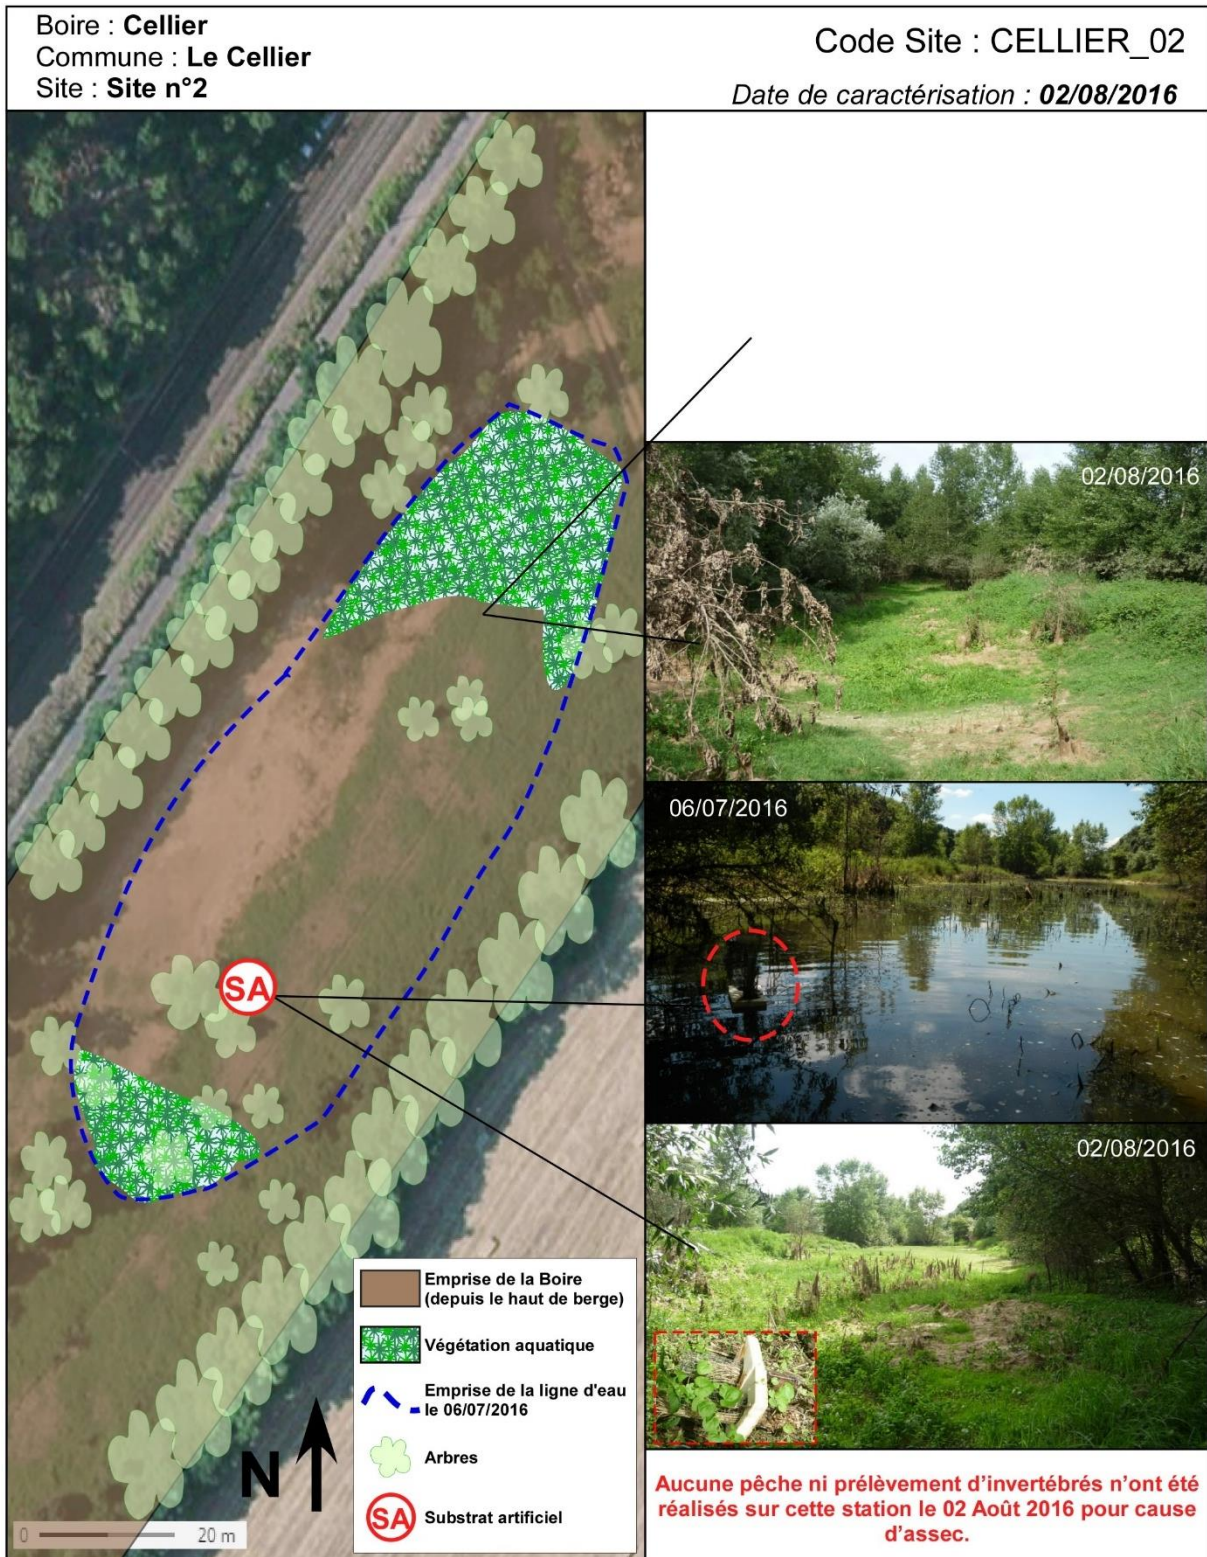 Boire : Cellier
Commune : Le Cellier
Site : Site n°2
Code Site : CELLIER_02
Date de caractérisation : 02/08/2016
02/08/2016
06/07/2016
02/08/2016
SA
Emprise de la Boire
(depuis le haut de berge)
Végétation aquatique
Emprise de la ligne d'eau
le 06/07/2016
Arbres
SA Substrat artificiel
N
0 20 m
Aucune pêche ni prélèvement d'invertébrés n'ont été
réalisés sur cette station le 02 Août 2016 pour cause
d'assec.